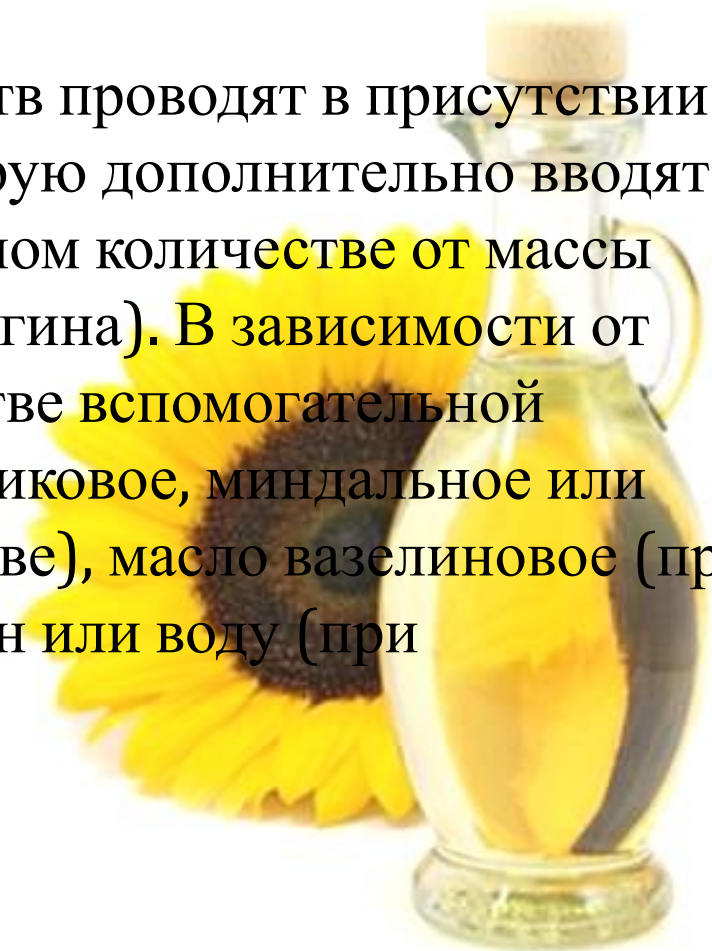 тв проводят в присутствии
рую дополнительно вводят
ном количестве от массы
гина). В зависимости от
тве вспомогательной
иковое, миндальное или
ве), масло вазелиновое (пр
н или воду (при